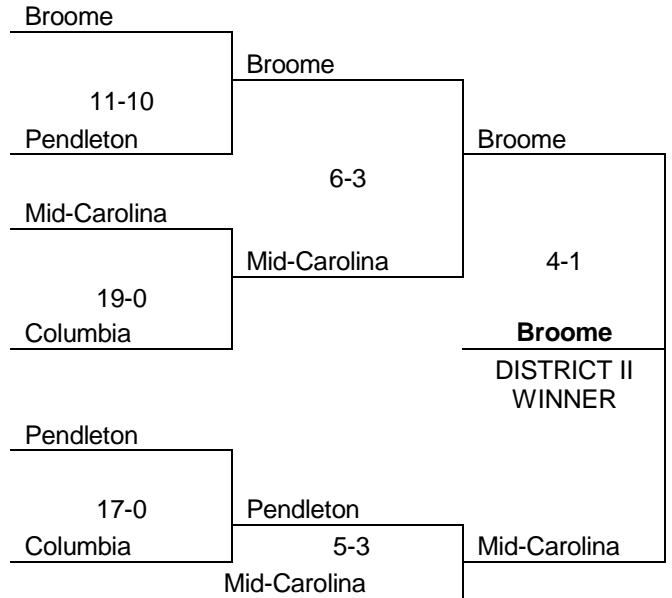 Broome
Broome
11-10
Pendleton
Broome
6-3
Mid-Carolina
Mid-Carolina
4-1
19-0
Columbia
Broome
DISTRICT II
WINNER
Pendleton
17-0
Pendleton
Columbia
5-3
Mid-Carolina
Mid-Carolina